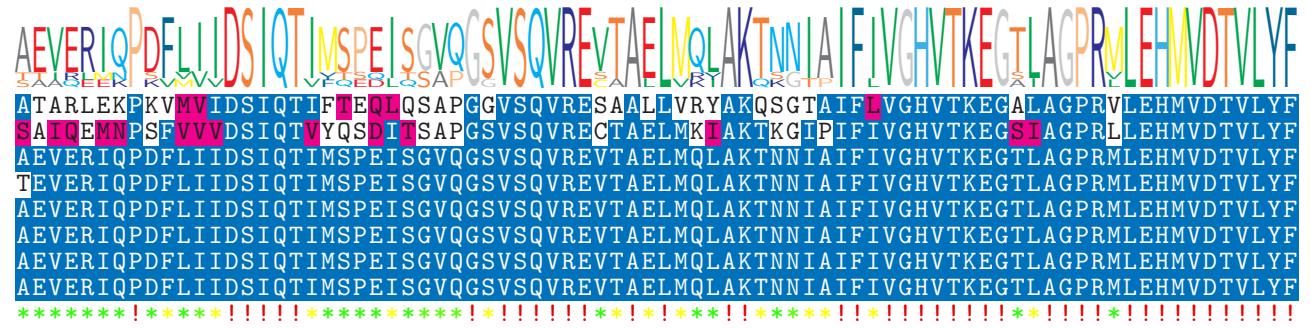 AEVERIQPDFLIIDSIQTIMSPEISGVQGSVSQVREVTAELMQLAKTNNIAIFIVGHVTKEGTLAGPRMLEHMVDTVLYF
ATARLEKPKVMVIDSIQTIFTEQLQSAPGGVSQVRESAALLVRYAKQSGTAIFLVGHVTKEGALAGPRVLEHMVDTVLYF
SAIQEMNPSFVVVDSIQTVYQSDITSAPGSVSQVRECTAELMKIAKTKGIPIFIVGHVTKEGSIAGPRLLEHMVDTVLYF
AEVERIQPDFLIIDSIQTIMSPEISGVQGSVSQVREVTAELMQLAKTNNIAIFIVGHVTKEGTLAGPRMLEHMVDTVLYF
TEVERIQPDFLIIDSIQTIMSPEISGVQGSVSQVREVTAELMQLAKTNNIAIFIVGHVTKEGTLAGPRMLEHMVDTVLYF
AEVERIQPDFLIIDSIQTIMSPEISGVQGSVSQVREVTAELMQLAKTNNIAIFIVGHVTKEGTLAGPRMLEHMVDTVLYF
AEVERIQPDFLIIDSIQTIMSPEISGVQGSVSQVREVTAELMQLAKTNNIAIFIVGHVTKEGTLAGPRMLEHMVDTVLYF
AEVERIQPDFLIIDSIQTIMSPEISGVQGSVSQVREVTAELMQLAKTNNIAIFIVGHVTKEGTLAGPRMLEHMVDTVLYF
AEVERIQPDFLIIDSIQTIMSPEISGVQGSVSQVREVTAELMQLAKTNNIAIFIVGHVTKEGTLAGPRMLEHMVDTVLYF
*******!*****!!!!!**********!*!!!!!!**!*!***!!*****!!*!!!!!!!!**!!!!*!!!!!!!!!!!